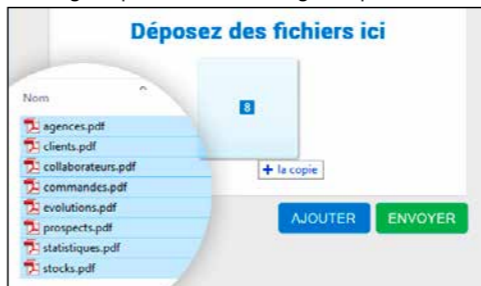 Déposez des fichiers ici
Nom
agences.pdf
clients.pdf
collaborateurs.pdf
commandes.pdf
evolutions.pdf
prospects.pdf
statistiques.pdf
stocks.pdf
8
+ la copie
AJOUTER
ENVOYER